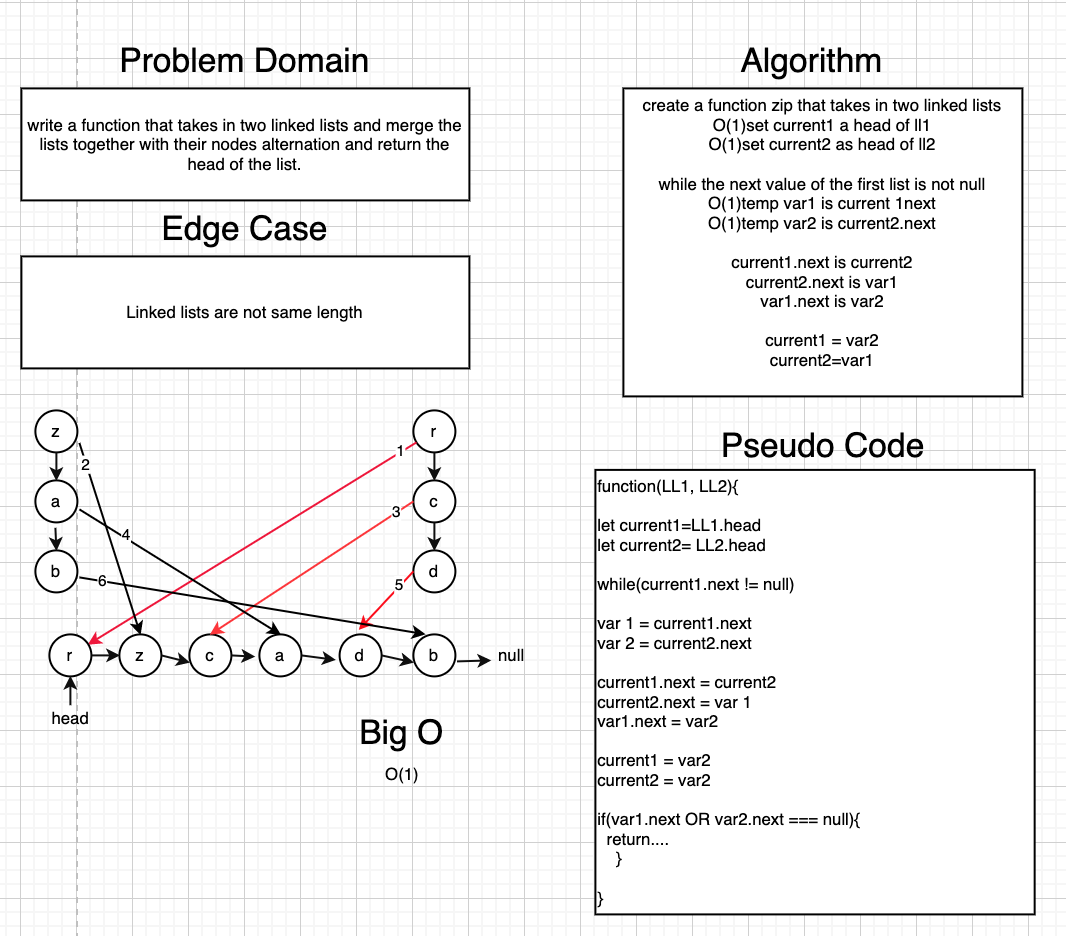 Problem Domain
write a function that takes in two linked lists and merge the
lists together with their nodes alternation and return the
head of the list.
Edge Case
Linked lists are not same length
z
2
a
4
b
6
r
1
c
3
d
5
r
z
c
a
d
b
null
head
Big O
O(1)
Algorithm
create a function zip that takes in two linked lists
O(1)set current1 a head of ll1
O(1)set current2 as head of ll2
while the next value of the first list is not null
O(1)temp var1 is current 1next
O(1)temp var2 is current2.next
current1.next is current2
current2.next is var1
var1.next is var2
current1 = var2
current2=var1
Pseudo Code
function(LL1, LL2){
let current1=LL1.head
let current2= LL2.head
while(current1.next != null)
var 1 = current1.next
var 2 = current2.next
current1.next = current2
current2.next = var 1
var1.next = var2
current1 = var2
current2 = var2
if(var1.next OR var2.next === null){
return....
}
}